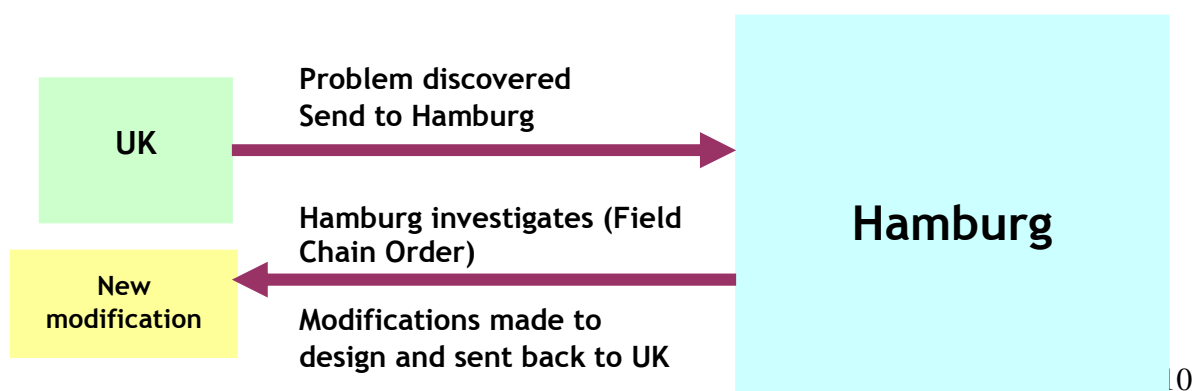 Problem discovered
Send to Hamburg
UK
Hamburg investigates (Field
Chain Order)
Hamburg
New
modification
Modifications made to
design and sent back to UK
10